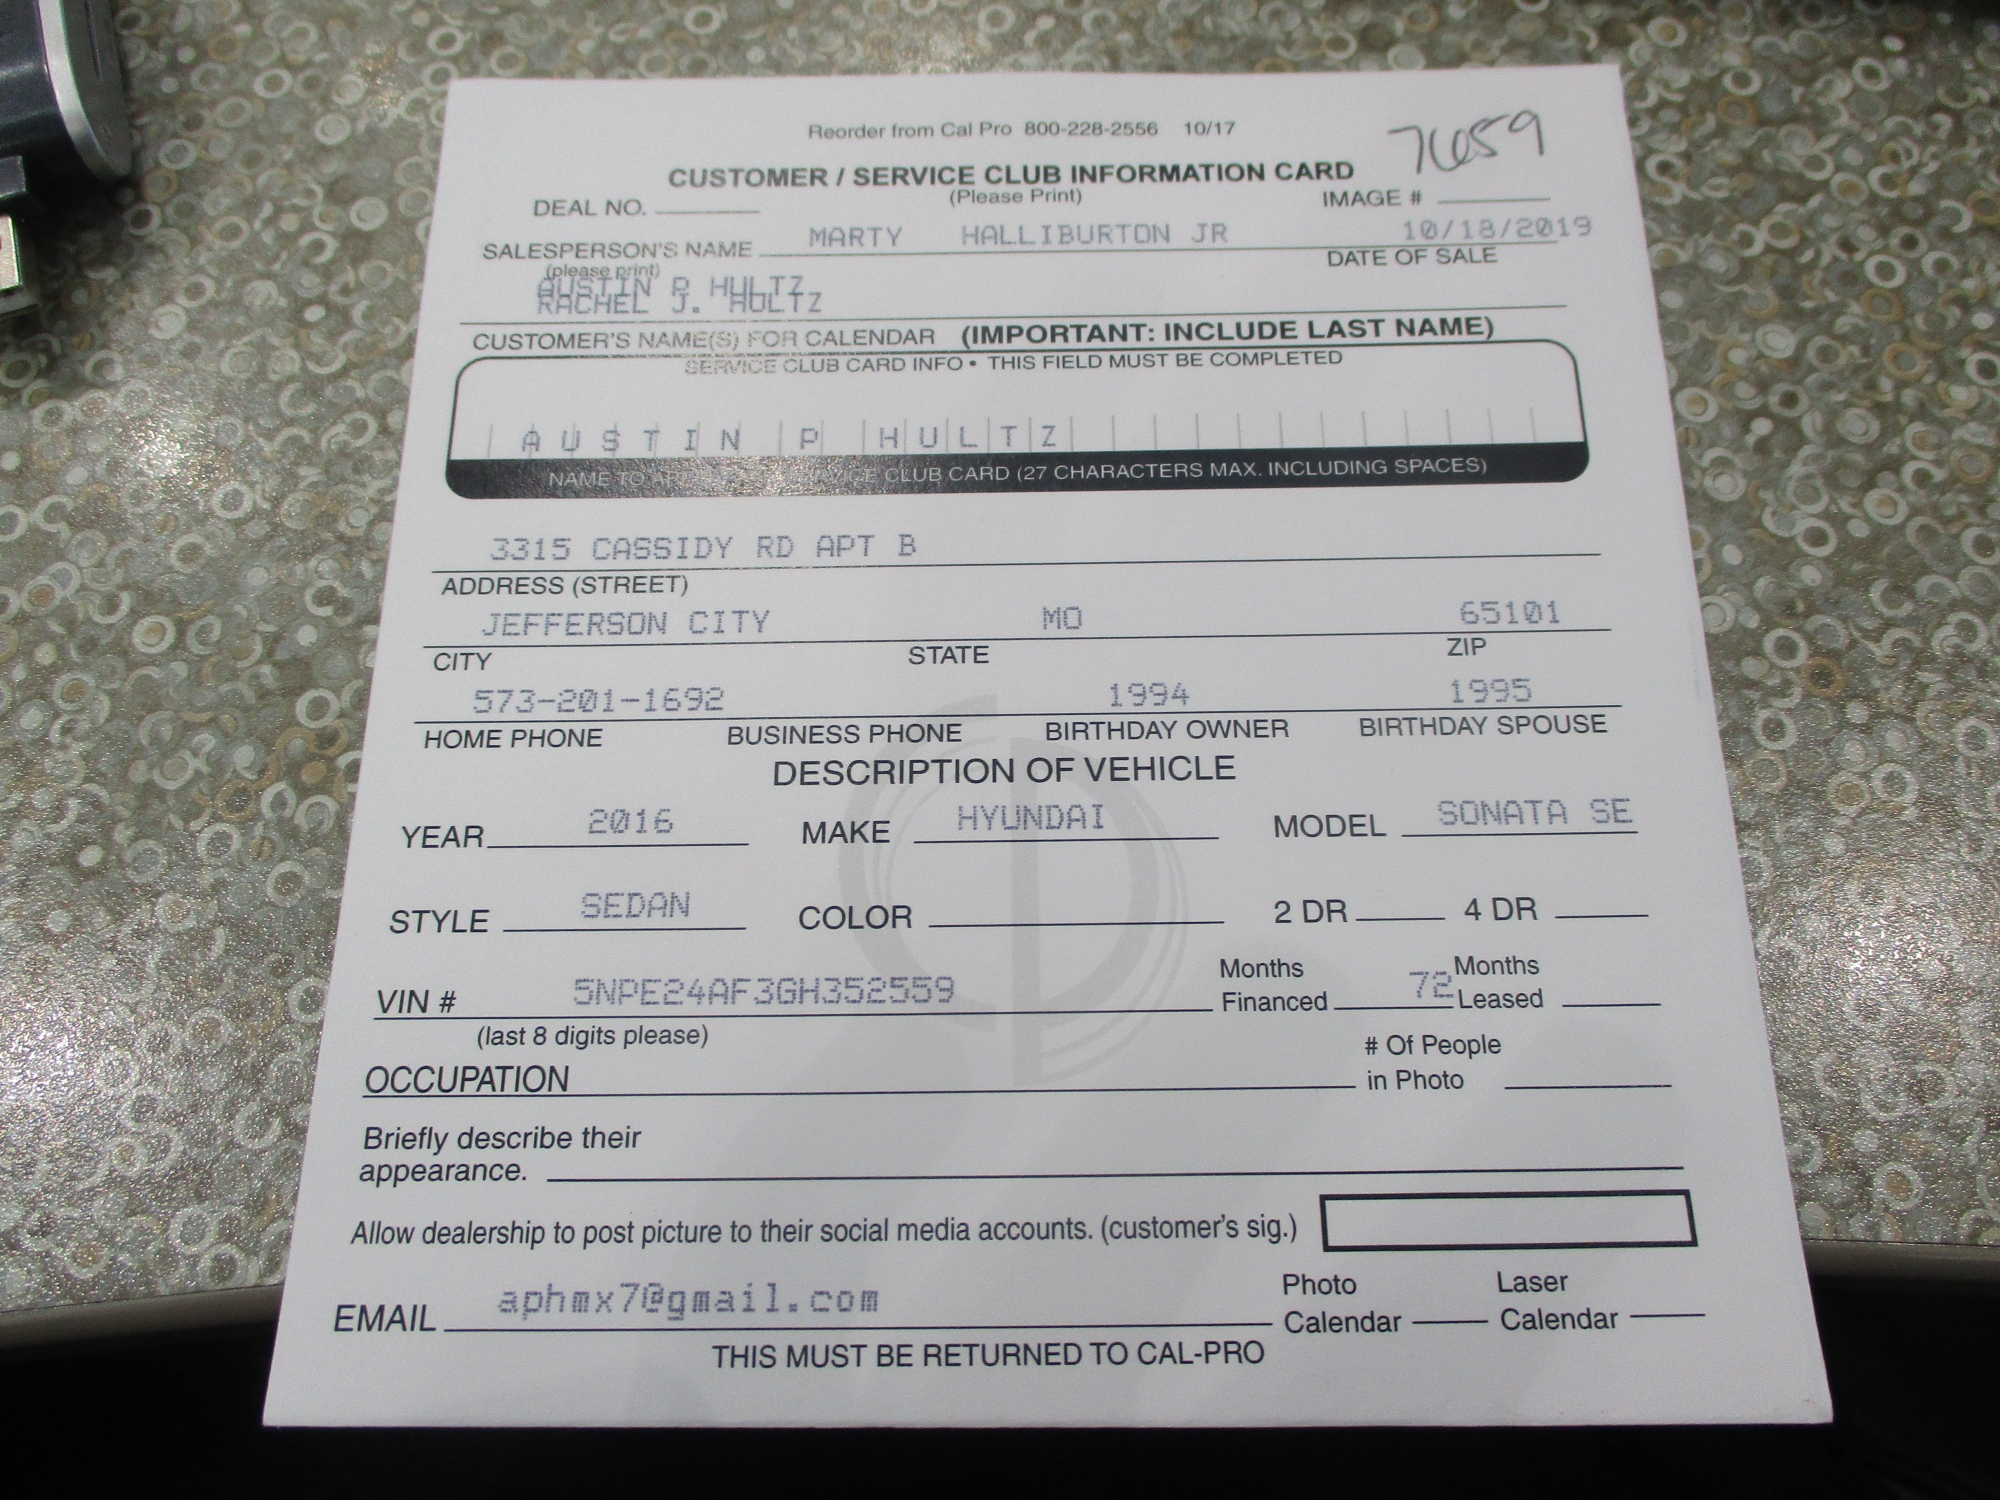 Reorder from Cal Pro 800-228-2556 10/17
7659
CUSTOMER / SERVICE CLUB INFORMATION CARD
(Please Print)
DEAL NO. IMAGE #
SALESPERSON'S NAME MARTY HALLIBURTON JR 10/18/2019
(please print) DATE OF SALE
AUSTIN P HULTZ
RACHEL J. HULTZ
CUSTOMER'S NAME(S) FOR CALENDAR (IMPORTANT: INCLUDE LAST NAME)
SERVICE CLUB CARD INFO • THIS FIELD MUST BE COMPLETED
AUSTIN P HULTZ
NAME TO CLUB CARD (27 CHARACTERS MAX. INCLUDING SPACES)
3315 CASSIDY RD APT B
ADDRESS (STREET)
JEFFERSON CITY MO 65101
CITY STATE ZIP
573-201-1692 1994 1995
HOME PHONE BUSINESS PHONE BIRTHDAY OWNER BIRTHDAY SPOUSE
DESCRIPTION OF VEHICLE
YEAR 2016 MAKE HYUNDAI MODEL SONATA SE
STYLE SEDAN COLOR 2 DR 4 DR
VIN # 5NPE24AF3GH352559 Months Financed 72 Months Leased
(last 8 digits please)
OCCUPATION # Of People in Photo
Briefly describe their
appearance.
Allow dealership to post picture to their social media accounts. (customer's sig.)
EMAIL aphmx7@gmail.com Photo Calendar Laser Calendar
THIS MUST BE RETURNED TO CAL-PRO